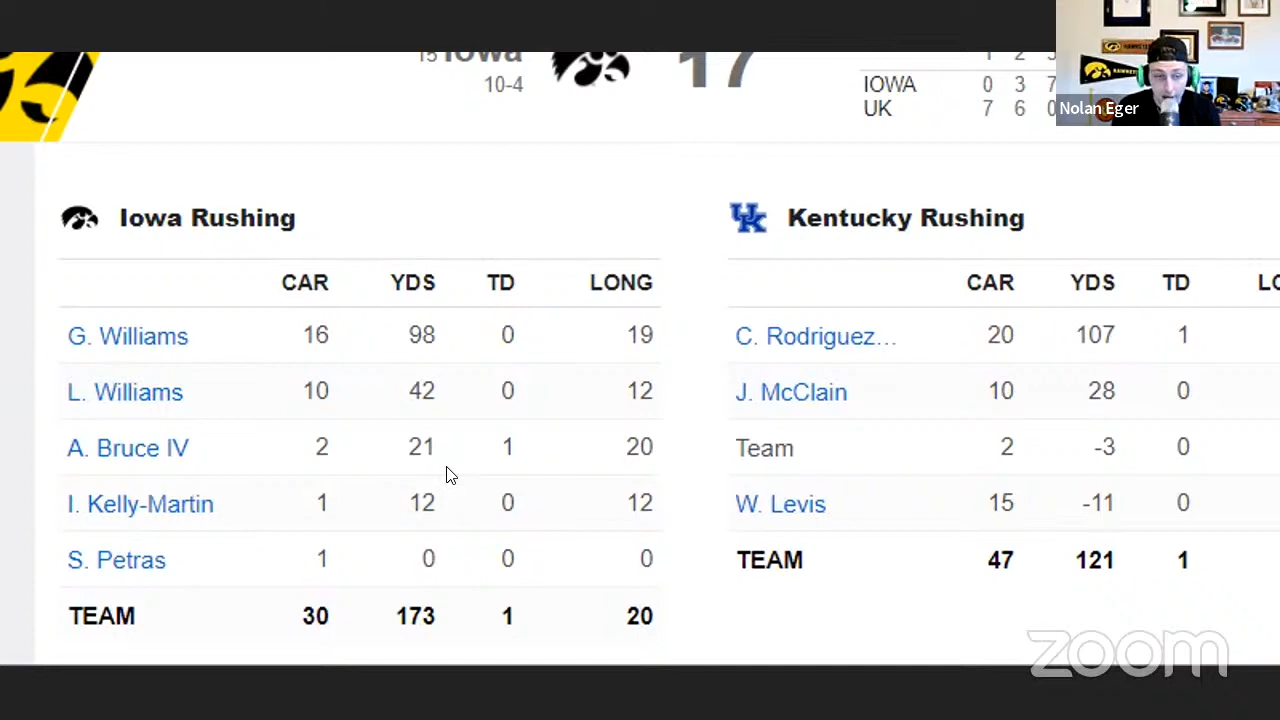 15 Iowa
10-4
17
1 2 3
IOWA 0 3 7
UK 7 6 0
HAWKEYES
Nolan Eger
Iowa Rushing
CAR YDS TD LONG
G. Williams 16 98 0 19
L. Williams 10 42 0 12
A. Bruce IV 2 21 1 20
I. Kelly-Martin 1 12 0 12
S. Petras 1 0 0 0
TEAM 30 173 1 20
UK Kentucky Rushing
CAR YDS TD LO
C. Rodriguez... 20 107 1
J. McClain 10 28 0
Team 2 -3 0
W. Levis 15 -11 0
TEAM 47 121 1
zoom